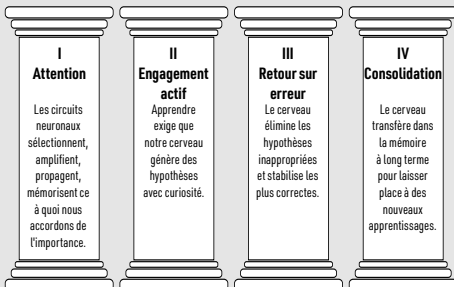 I
Attention
Les circuits
neuronaux
sélectionnent,
amplifient,
propagent,
mémorisent ce
à quoi nous
accordons de
l'importance.
II
Engagement
actif
Apprendre
exige que
notre cerveau
génère des
hypothèses
avec curiosité.
III
Retour sur
erreur
Le cerveau
élimine les
hypothèses
inappropriées
et stabilise les
plus correctes.
IV
Consolidation
Le cerveau
transfère dans
la mémoire
à long terme
pour laisser
place à des
nouveaux
apprentissages.